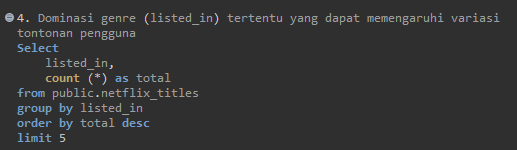 4. Dominasi genre (listed_in) tertentu yang dapat memengaruhi variasi
tontonan pengguna
Select
    listed_in,
    count (*) as total
from public.netflix_titles
group by listed_in
order by total desc
limit 5